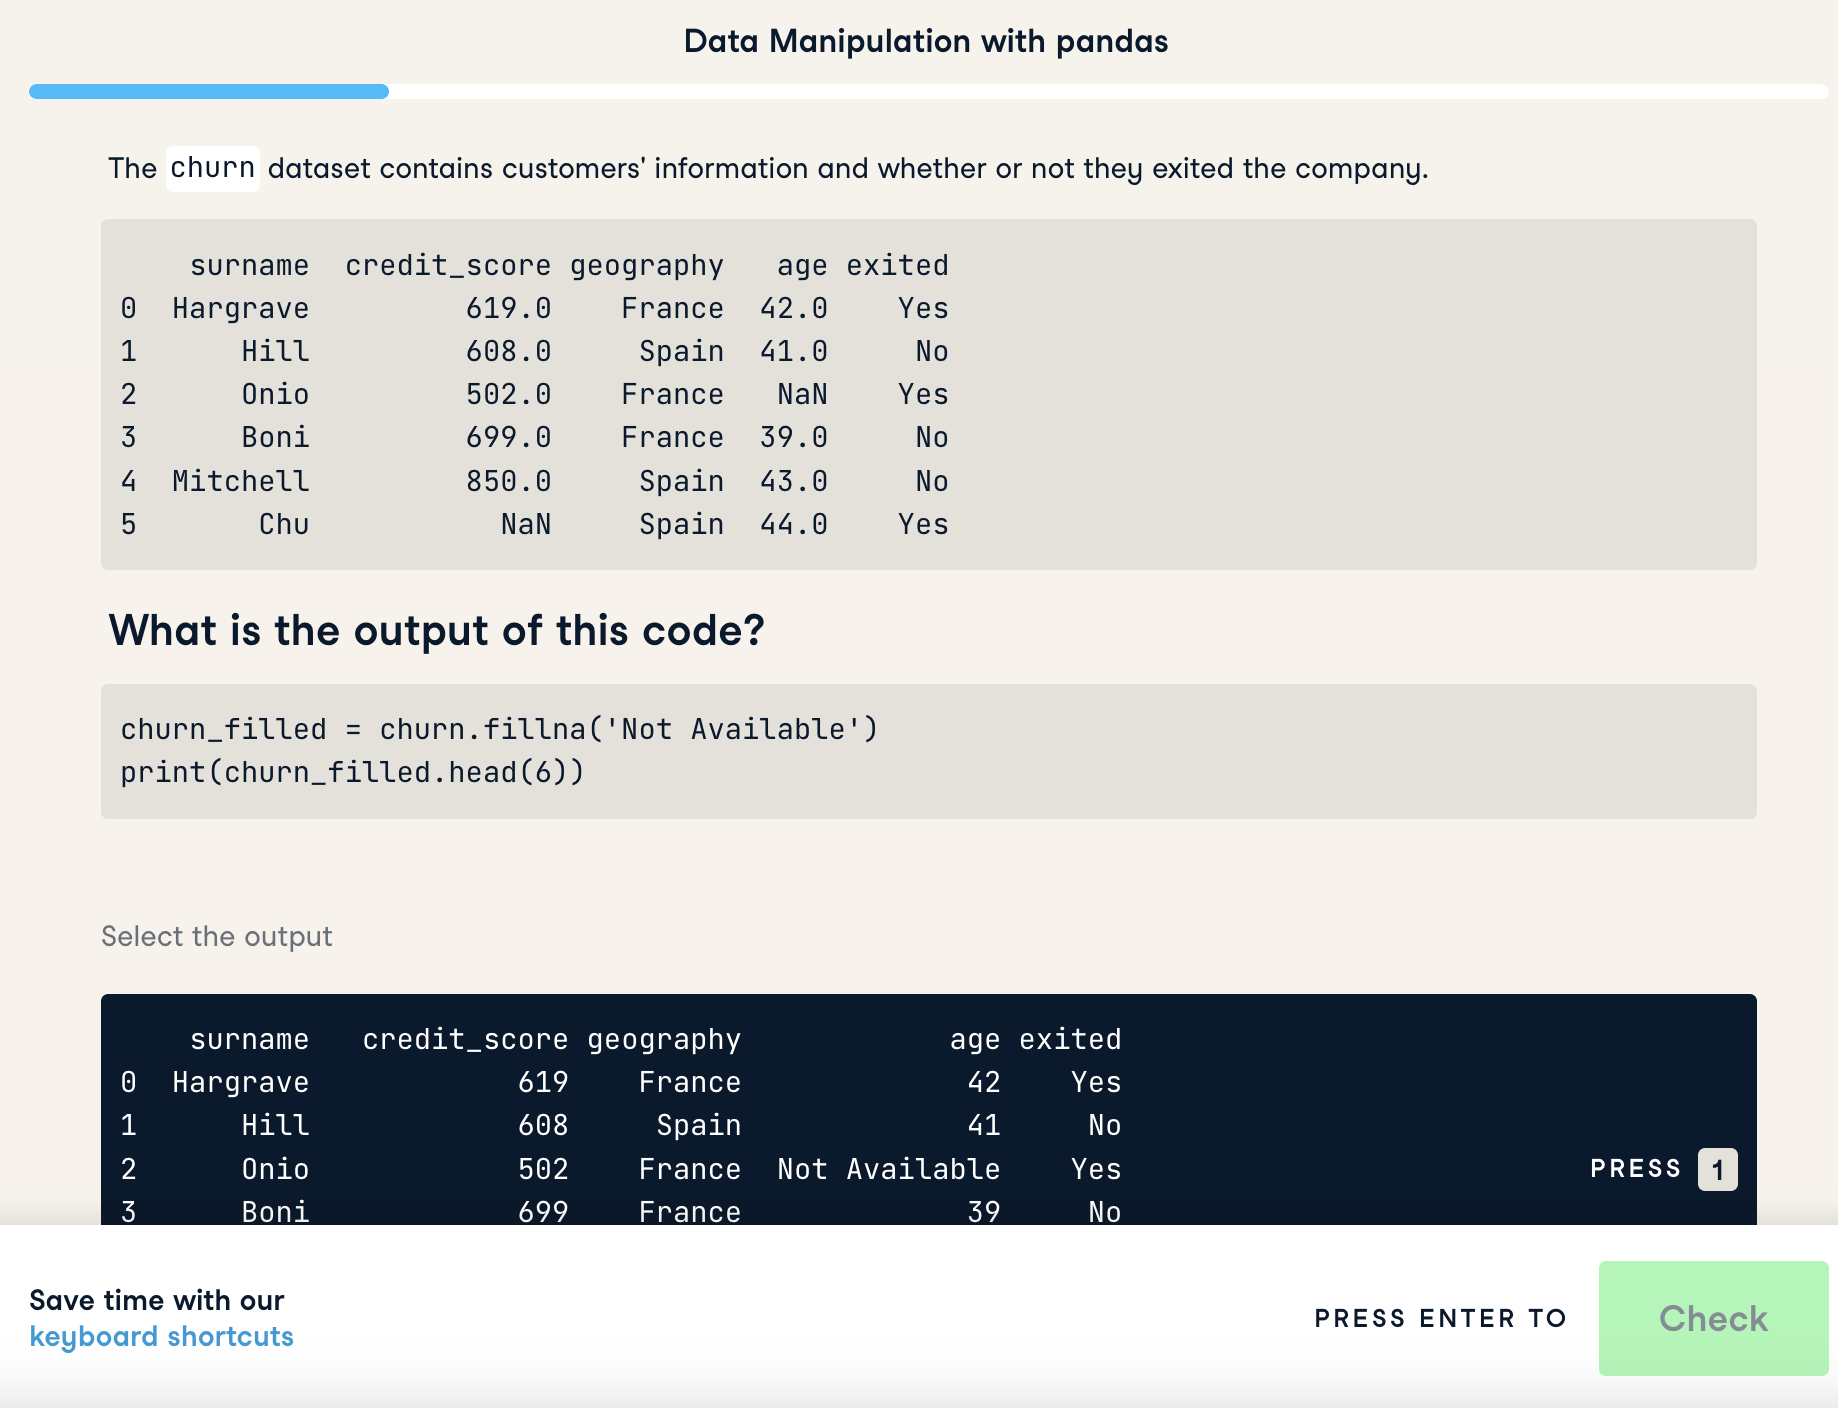 Data Manipulation with pandas
The churn dataset contains customers' information and whether or not they exited the company.
    surname  credit_score geography   age exited
0  Hargrave         619.0    France  42.0    Yes
1      Hill         608.0     Spain  41.0     No
2      Onio         502.0    France   NaN    Yes
3      Boni         699.0    France  39.0     No
4  Mitchell         850.0     Spain  43.0     No
5       Chu           NaN     Spain  44.0    Yes
What is the output of this code?
churn_filled = churn.fillna('Not Available')
print(churn_filled.head(6))
Select the output
    surname   credit_score geography            age exited
0  Hargrave            619    France             42    Yes
1      Hill            608     Spain             41     No
2      Onio            502    France  Not Available    Yes
PRESS 1
3      Boni            699    France             39     No
Save time with our
keyboard shortcuts
PRESS ENTER TO
Check